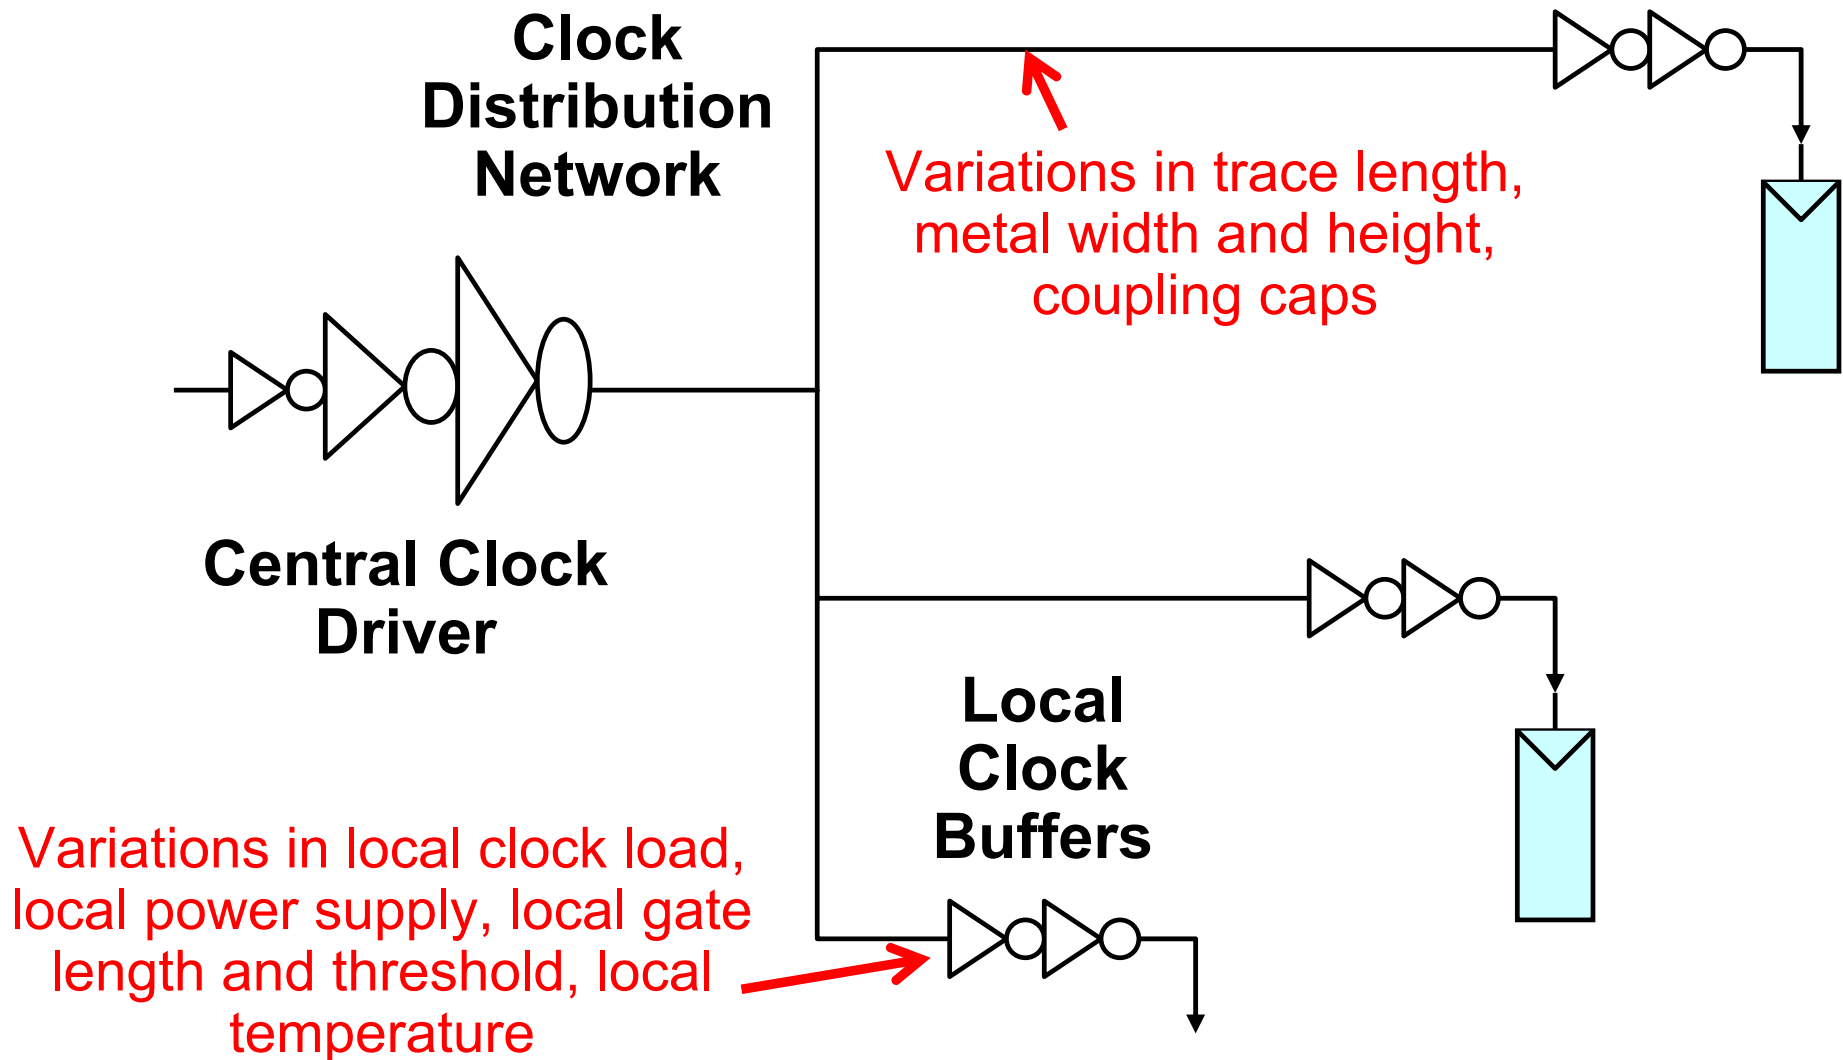 Clock
Distribution
Network
Variations in trace length,
metal width and height,
coupling caps
Central Clock
Driver
Local
Clock
Buffers
Variations in local clock load,
local power supply, local gate
length and threshold, local
temperature